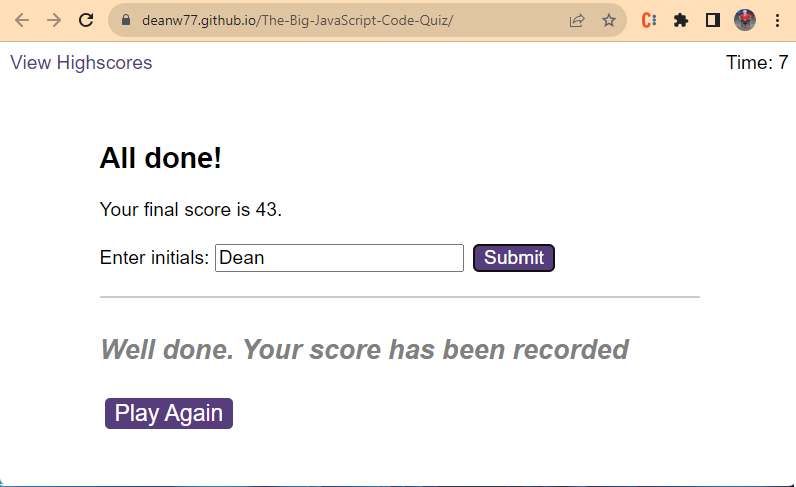 deanw77.github.io/The-Big-JavaScript-Code-Quiz/
View Highscores
Time: 7
All done!
Your final score is 43.
Enter initials: Dean Submit
Well done. Your score has been recorded
Play Again